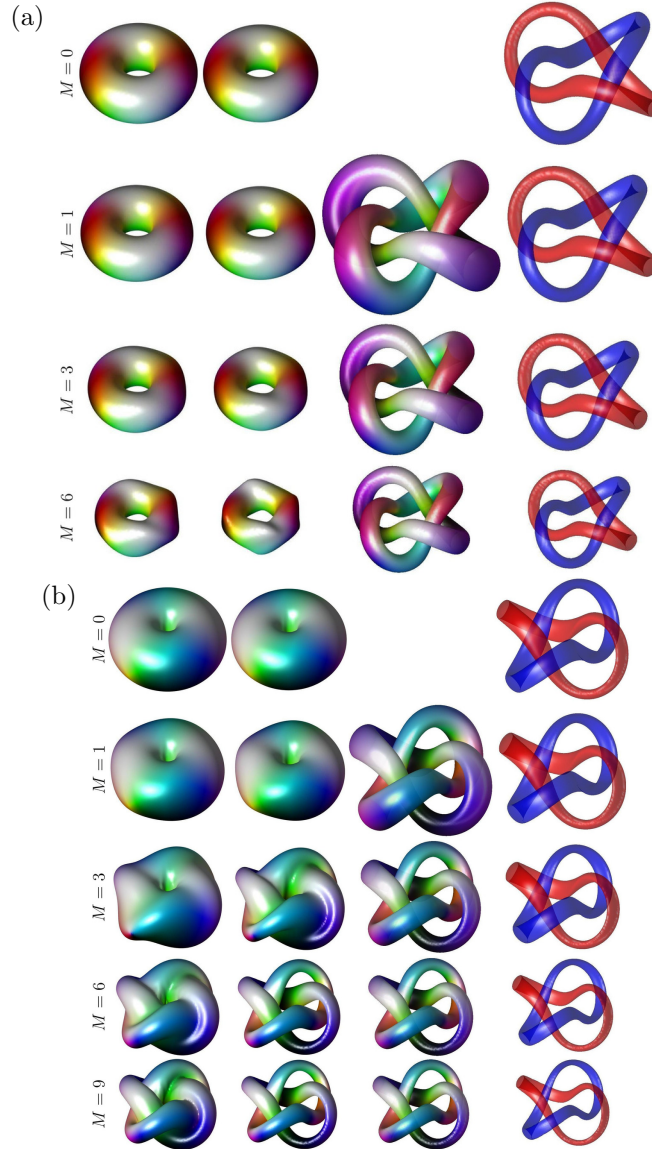 (a)
M = 0
M = 1
M = 3
M = 6
(b)
M = 0
M = 1
M = 3
M = 6
M = 9